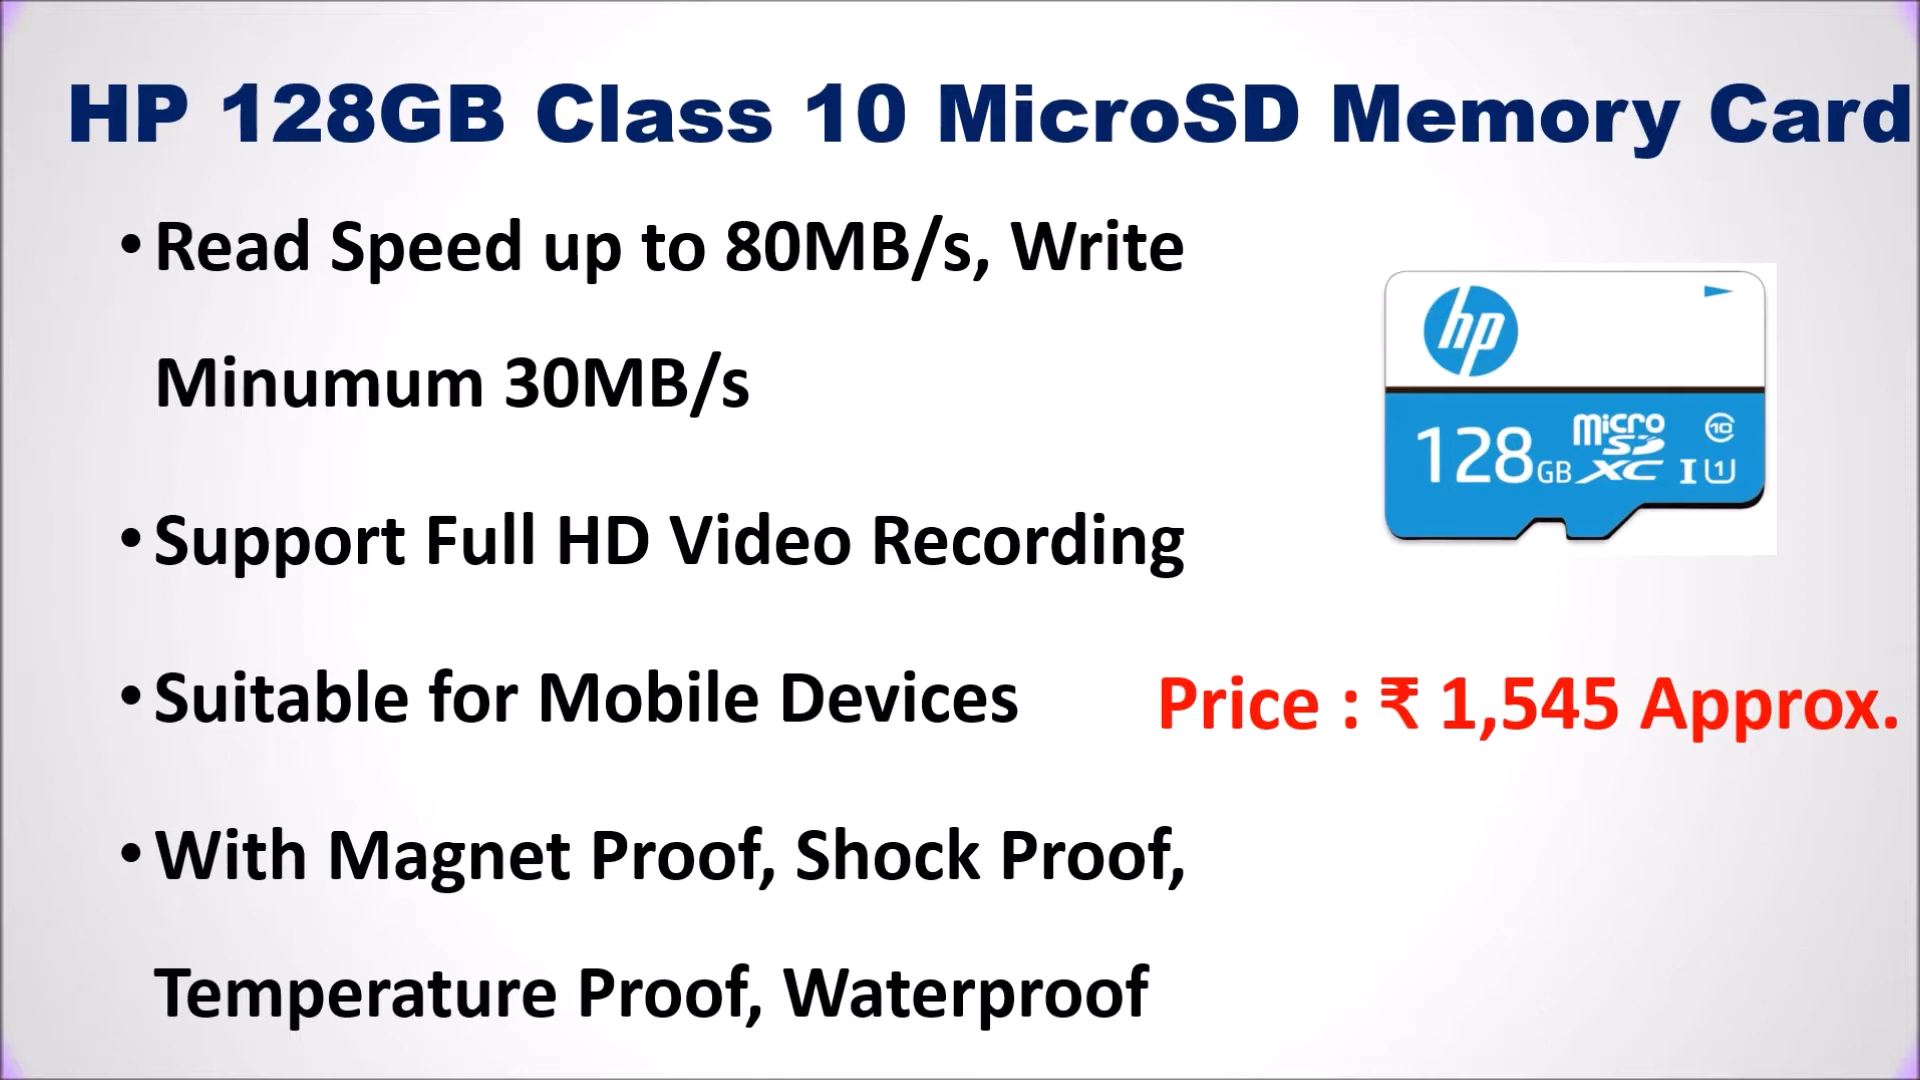 HP 128GB Class 10 MicroSD Memory Card
• Read Speed up to 80MB/s, Write
Minumum 30MB/s
hp
128GB micro SD XC I U1 10
• Support Full HD Video Recording
• Suitable for Mobile Devices
Price : ₹ 1,545 Approx.
• With Magnet Proof, Shock Proof,
Temperature Proof, Waterproof